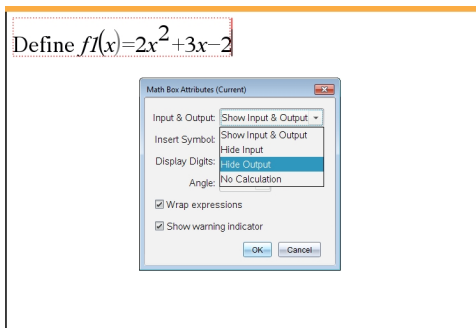 Define f1(x)=2x²+3x−2
Math Box Attributes (Current)
Input & Output: Show Input & Output
Show Input & Output
Insert Symbol:
Hide Input
Display Digits: Hide Output
Angle: No Calculation
Wrap expressions
Show warning indicator
OK Cancel